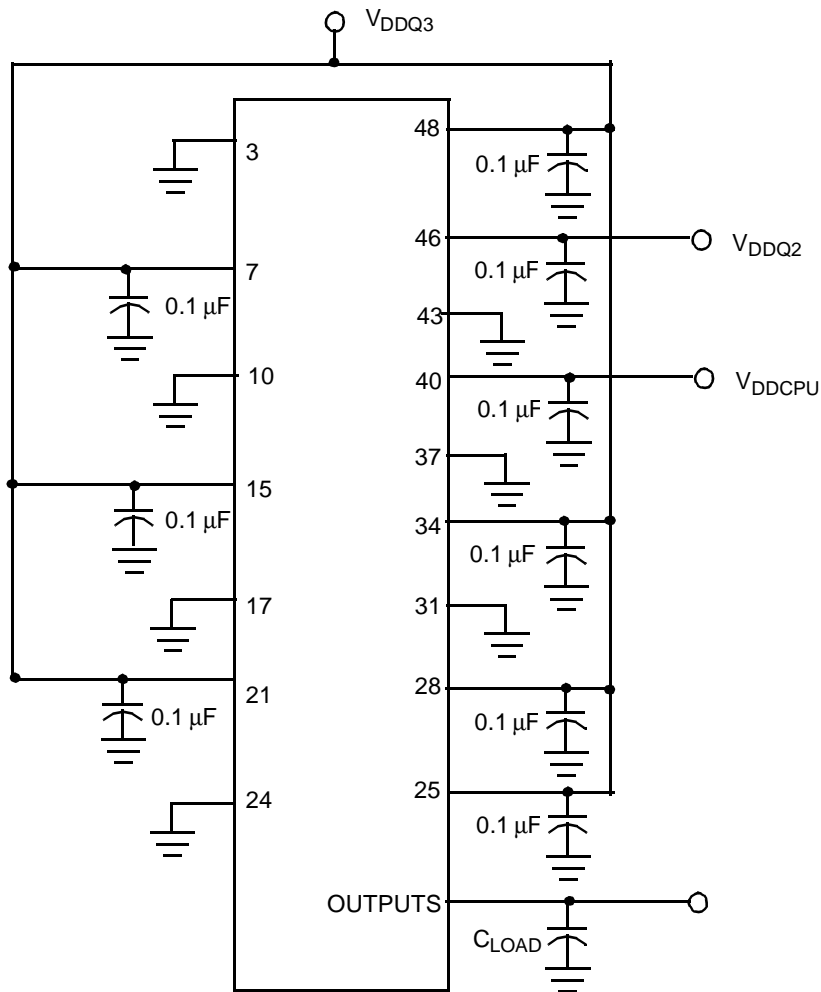 VDDQ3
48
3
0.1 µF
46
VDDQ2
7
0.1 µF
0.1 µF
43
10
40
VDDCPU
0.1 µF
37
15
0.1 µF
34
0.1 µF
17
31
21
28
0.1 µF
0.1 µF
24
25
0.1 µF
OUTPUTS
CLOAD